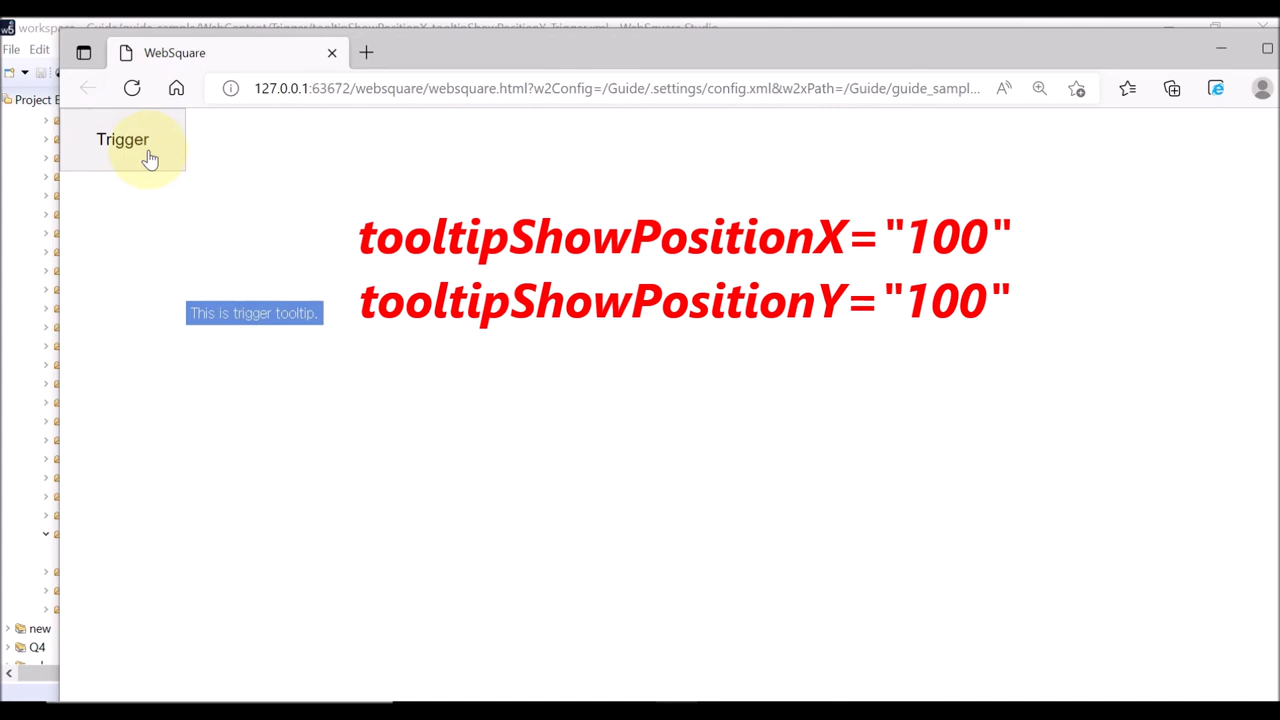 WebSquare
File Edit
127.0.0.1:63672/websquare/websquare.html?w2Config=/Guide/.settings/config.xml&w2xPath=/Guide/guide_sampl...
Project E
Trigger
tooltipShowPositionX="100"
tooltipShowPositionY="100"
This is trigger tooltip.
new
Q4